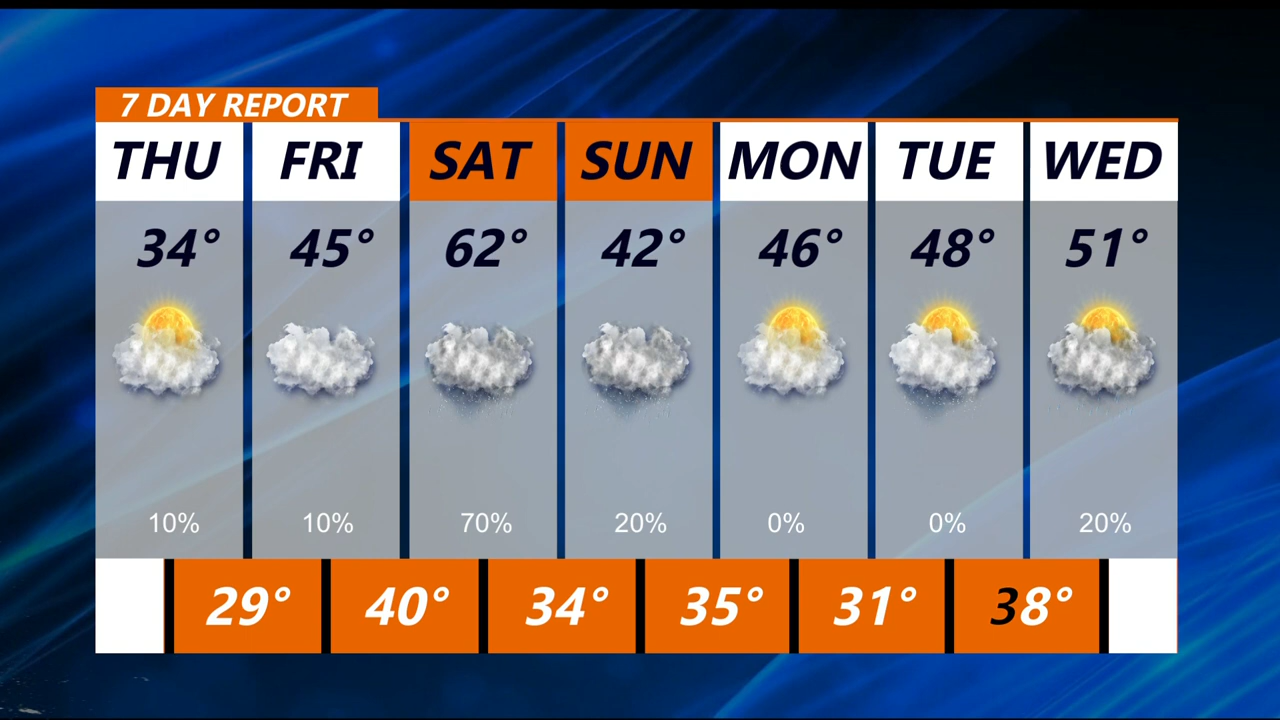 7 DAY REPORT
THU FRI SAT SUN MON TUE WED
34° 45° 62° 42° 46° 48° 51°
10% 10% 70% 20% 0% 0% 20%
29° 40° 34° 35° 31° 38°